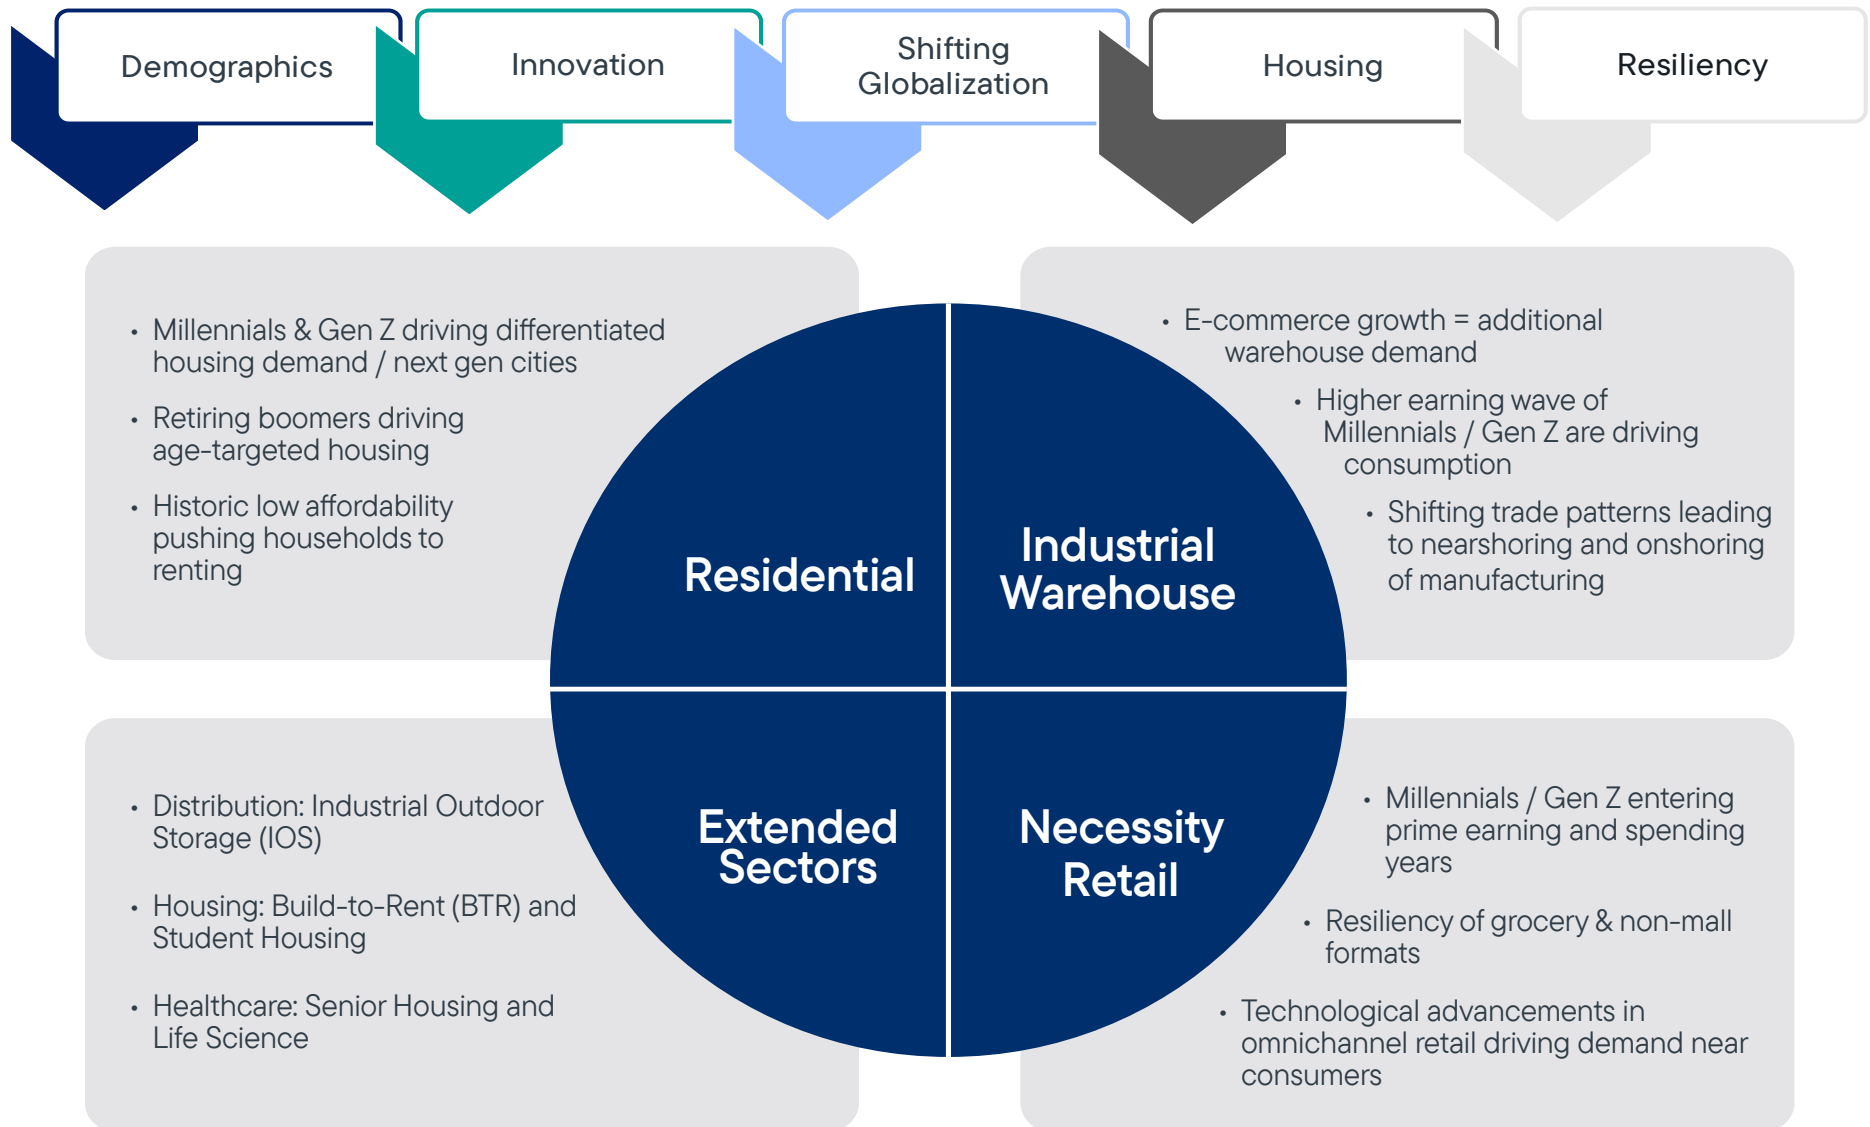 Demographics
Innovation
Shifting
Globalization
Housing
Resiliency
• Millennials & Gen Z driving differentiated
housing demand / next gen cities
• Retiring boomers driving
age-targeted housing
• Historic low affordability
pushing households to
renting
Residential
Industrial
Warehouse
• E-commerce growth = additional
warehouse demand
• Higher earning wave of
Millennials / Gen Z are driving
consumption
• Shifting trade patterns leading
to nearshoring and onshoring
of manufacturing
• Distribution: Industrial Outdoor
Storage (IOS)
• Housing: Build-to-Rent (BTR) and
Student Housing
• Healthcare: Senior Housing and
Life Science
Extended
Sectors
Necessity
Retail
• Millennials / Gen Z entering
prime earning and spending
years
• Resiliency of grocery & non-mall
formats
• Technological advancements in
omnichannel retail driving demand near
consumers